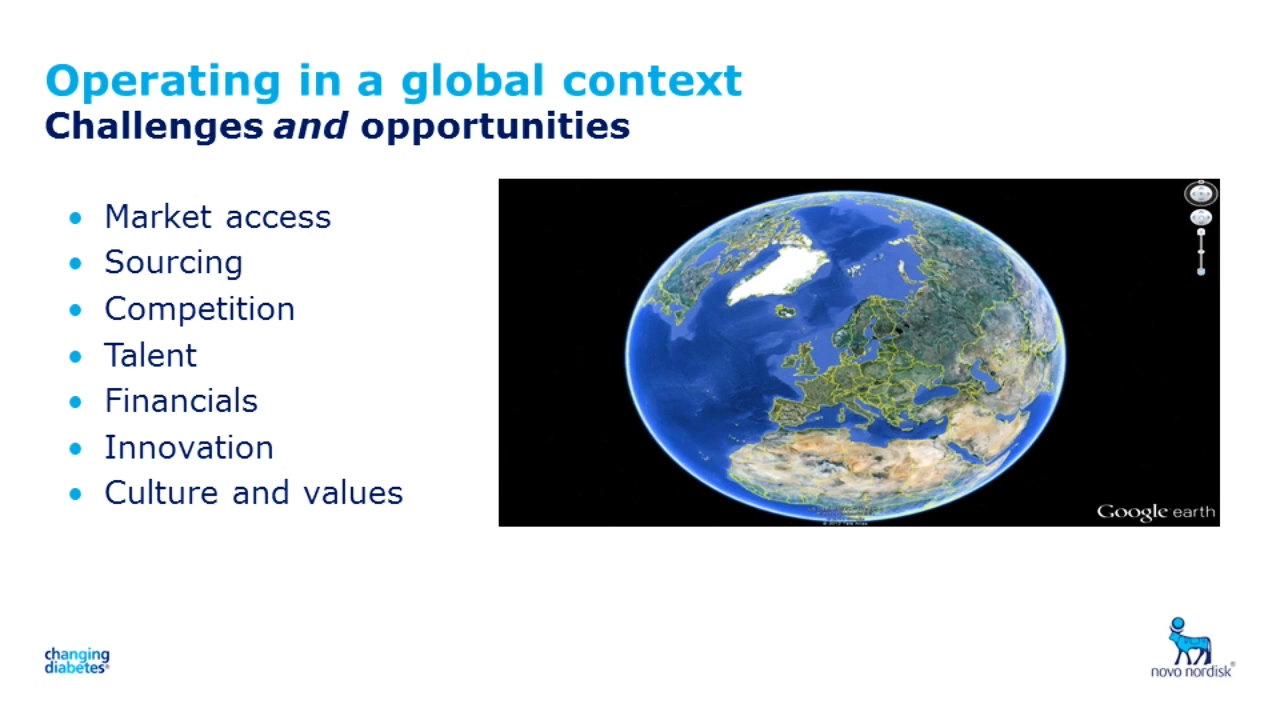 Operating in a global context
Challenges and opportunities
• Market access
• Sourcing
• Competition
• Talent
• Financials
• Innovation
• Culture and values
Google earth
changing
diabetes®
novo nordisk®